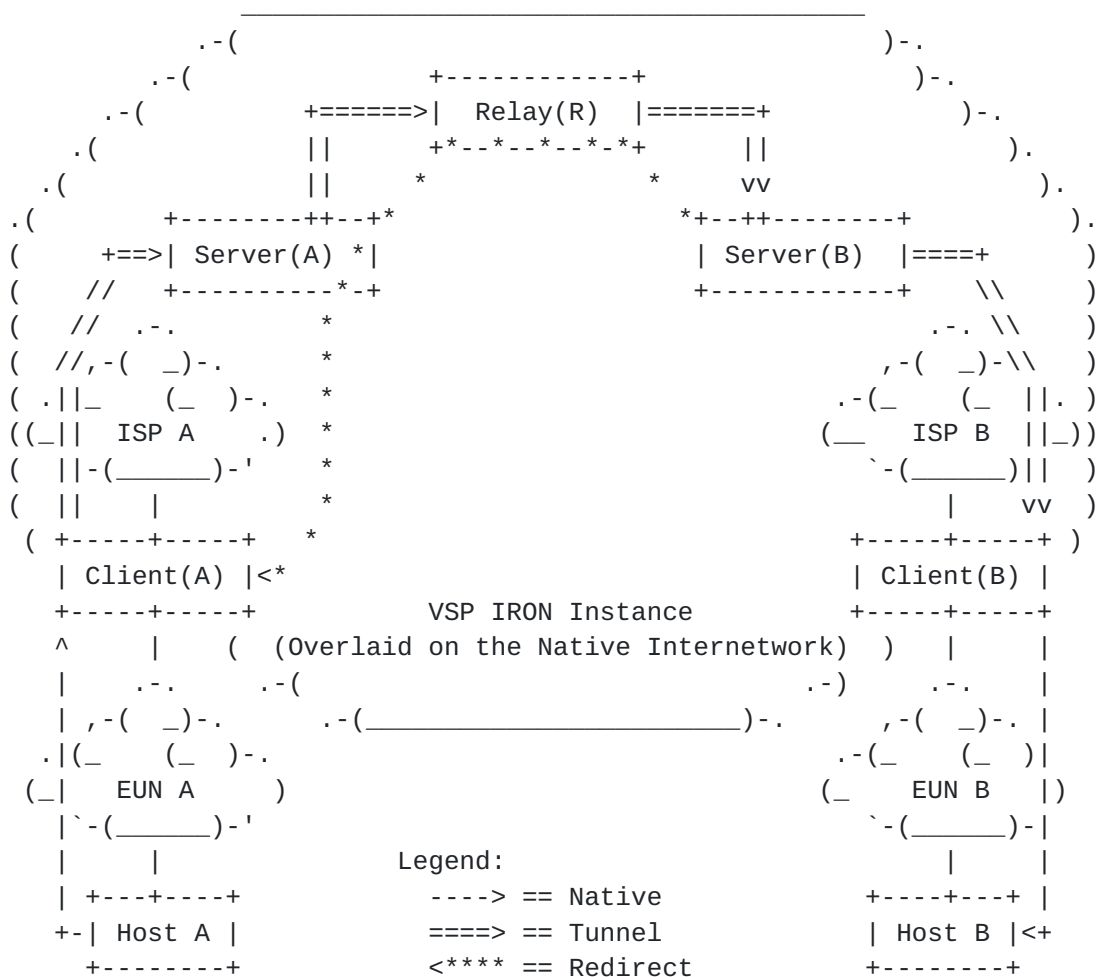 Relay(R)
Server(A) Server(B)
ISP A ISP B
Client(A) Client(B)
VSP IRON Instance
(Overlaid on the Native Internetwork)
EUN A EUN B
Legend:
----> == Native
Host A ====> == Tunnel Host B
<**** == Redirect